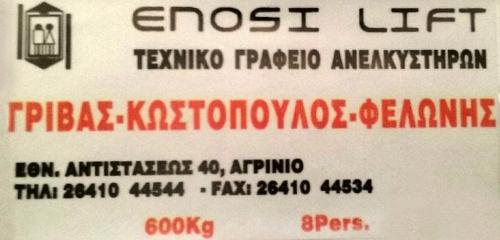 ENOSI LIFT
ΤΕΧΝΙΚΟ ΓΡΑΦΕΙΟ ΑΝΕΛΚΥΣΤΗΡΩΝ
ΓΡΙΒΑΣ-ΚΩΣΤΟΠΟΥΛΟΣ-ΦΕΛΩΝΗΣ
ΕΘΝ. ΑΝΤΙΣΤΑΣΕΩΣ 40, ΑΓΡΙΝΙΟ
ΤΗΛ: 26410 44544 - FAX: 26410 44534
600Kg 8Pers.